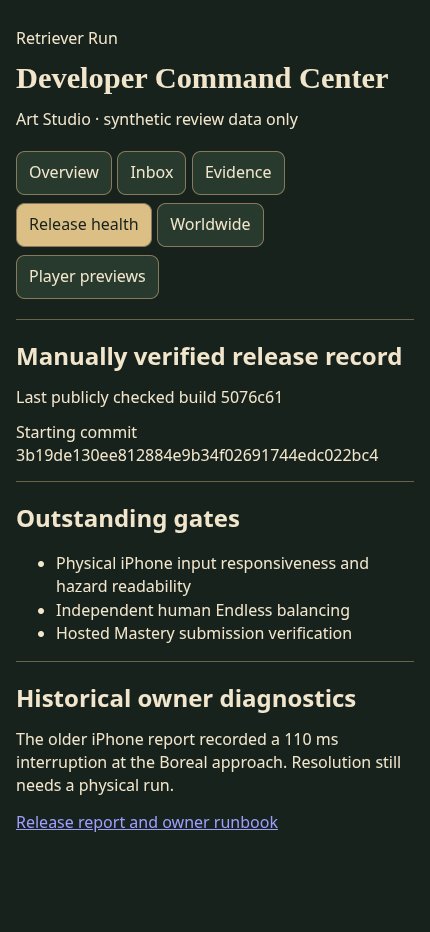 Retriever Run
Developer Command Center
Art Studio · synthetic review data only
Overview
Inbox
Evidence
Release health
Worldwide
Player previews
Manually verified release record
Last publicly checked build 5076c61
Starting commit
3b19de130ee812884e9b34f02691744edc022bc4
Outstanding gates
Physical iPhone input responsiveness and
hazard readability
Independent human Endless balancing
Hosted Mastery submission verification
Historical owner diagnostics
The older iPhone report recorded a 110 ms
interruption at the Boreal approach. Resolution still
needs a physical run.
Release report and owner runbook